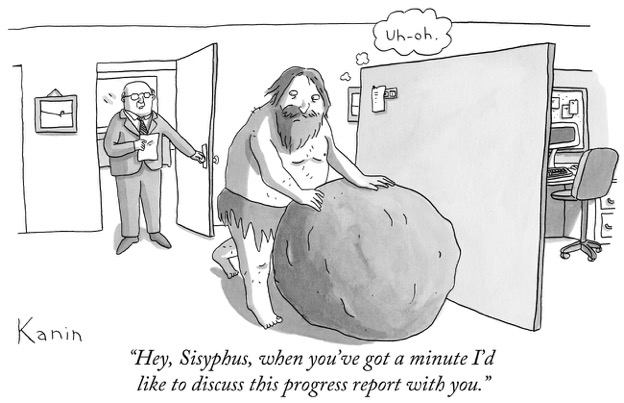 Uh-oh.
Kanin
“Hey, Sisyphus, when you’ve got a minute I’d
like to discuss this progress report with you.”